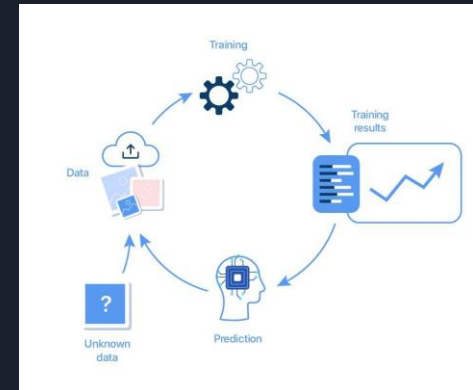 Training
Training
results
Data
?
Unknown
data
Prediction